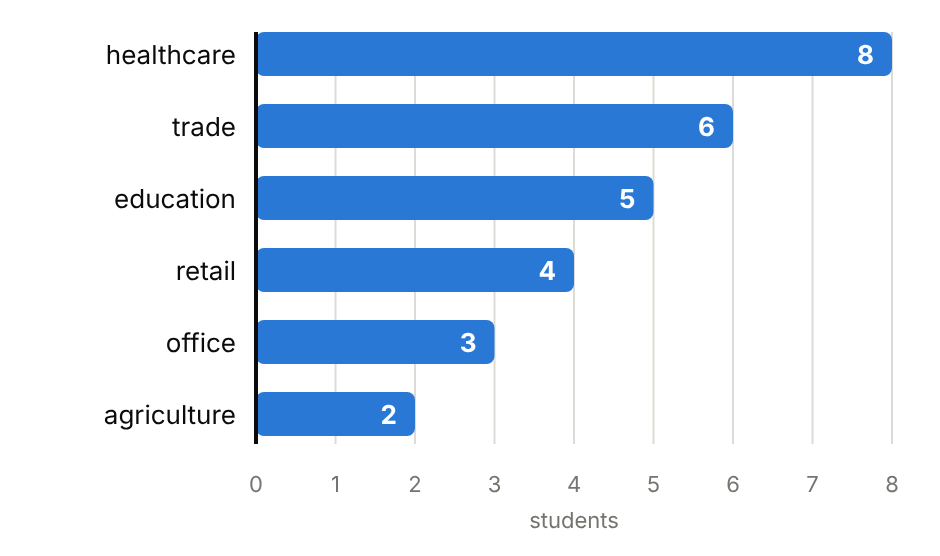 healthcare 8
trade 6
education 5
retail 4
office 3
agriculture 2
0 1 2 3 4 5 6 7 8
students